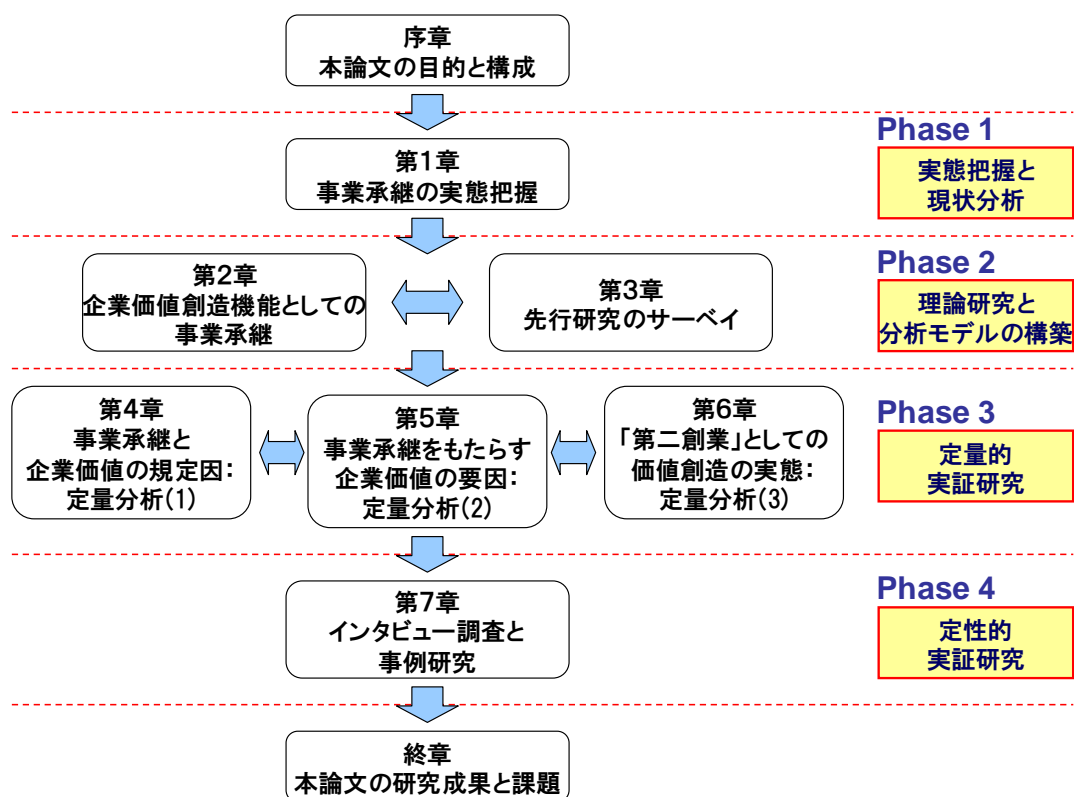 序章
本論文の目的と構成
Phase 1
第1章
事業承継の実態把握
実態把握と
現状分析
Phase 2
第2章
企業価値創造機能としての
事業承継
第3章
先行研究のサーベイ
理論研究と
分析モデルの構築
Phase 3
第4章
事業承継と
企業価値の規定因：
定量分析(1)
第5章
事業承継をもたらす
企業価値の要因：
定量分析(2)
第6章
「第二創業」としての
価値創造の実態：
定量分析(3)
定量的
実証研究
Phase 4
第7章
インタビュー調査と
事例研究
定性的
実証研究
終章
本論文の研究成果と課題